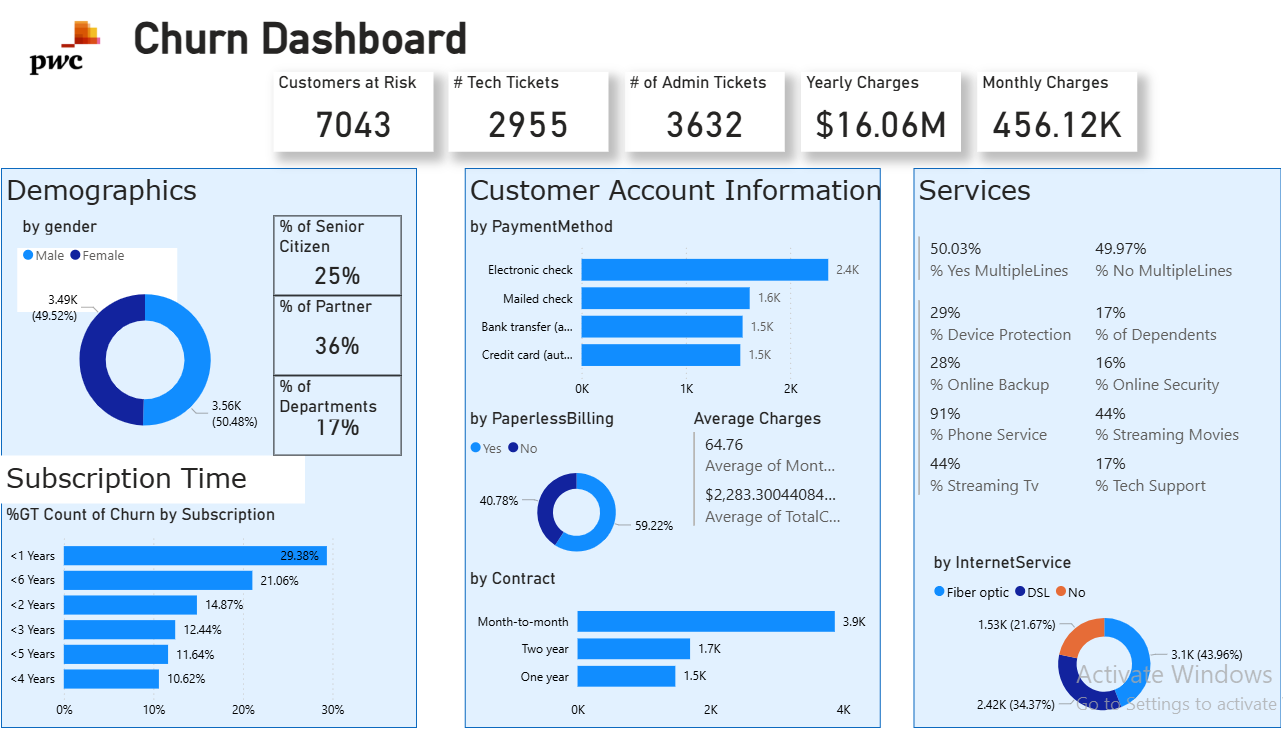 pwc
Churn Dashboard
Customers at Risk
7043
# Tech Tickets
2955
# of Admin Tickets
3632
Yearly Charges
$16.06M
Monthly Charges
456.12K
Demographics
by gender
Male Female
3.49K
(49.52%)
3.56K
(50.48%)
% of Senior
Citizen
25%
% of Partner
36%
% of
Departments
17%
Subscription Time
%GT Count of Churn by Subscription
<1 Years 29.38%
<6 Years 21.06%
<2 Years 14.87%
<3 Years 12.44%
<5 Years 11.64%
<4 Years 10.62%
0% 10% 20% 30%
Customer Account Information
by PaymentMethod
Electronic check 2.4K
Mailed check 1.6K
Bank transfer (a... 1.5K
Credit card (aut... 1.5K
0K 1K 2K
by PaperlessBilling
Yes No
40.78%
59.22%
Average Charges
64.76
Average of Mont...
$2,283.30044084...
Average of TotalC...
by Contract
Month-to-month 3.9K
Two year 1.7K
One year 1.5K
0K 2K 4K
Services
50.03% 49.97%
% Yes MultipleLines % No MultipleLines
29% 17%
% Device Protection % of Dependents
28% 16%
% Online Backup % Online Security
91% 44%
% Phone Service % Streaming Movies
44% 17%
% Streaming Tv % Tech Support
by InternetService
Fiber optic DSL No
1.53K (21.67%)
3.1K (43.96%)
2.42K (34.37%)
Activate Windows
Go to Settings to activate